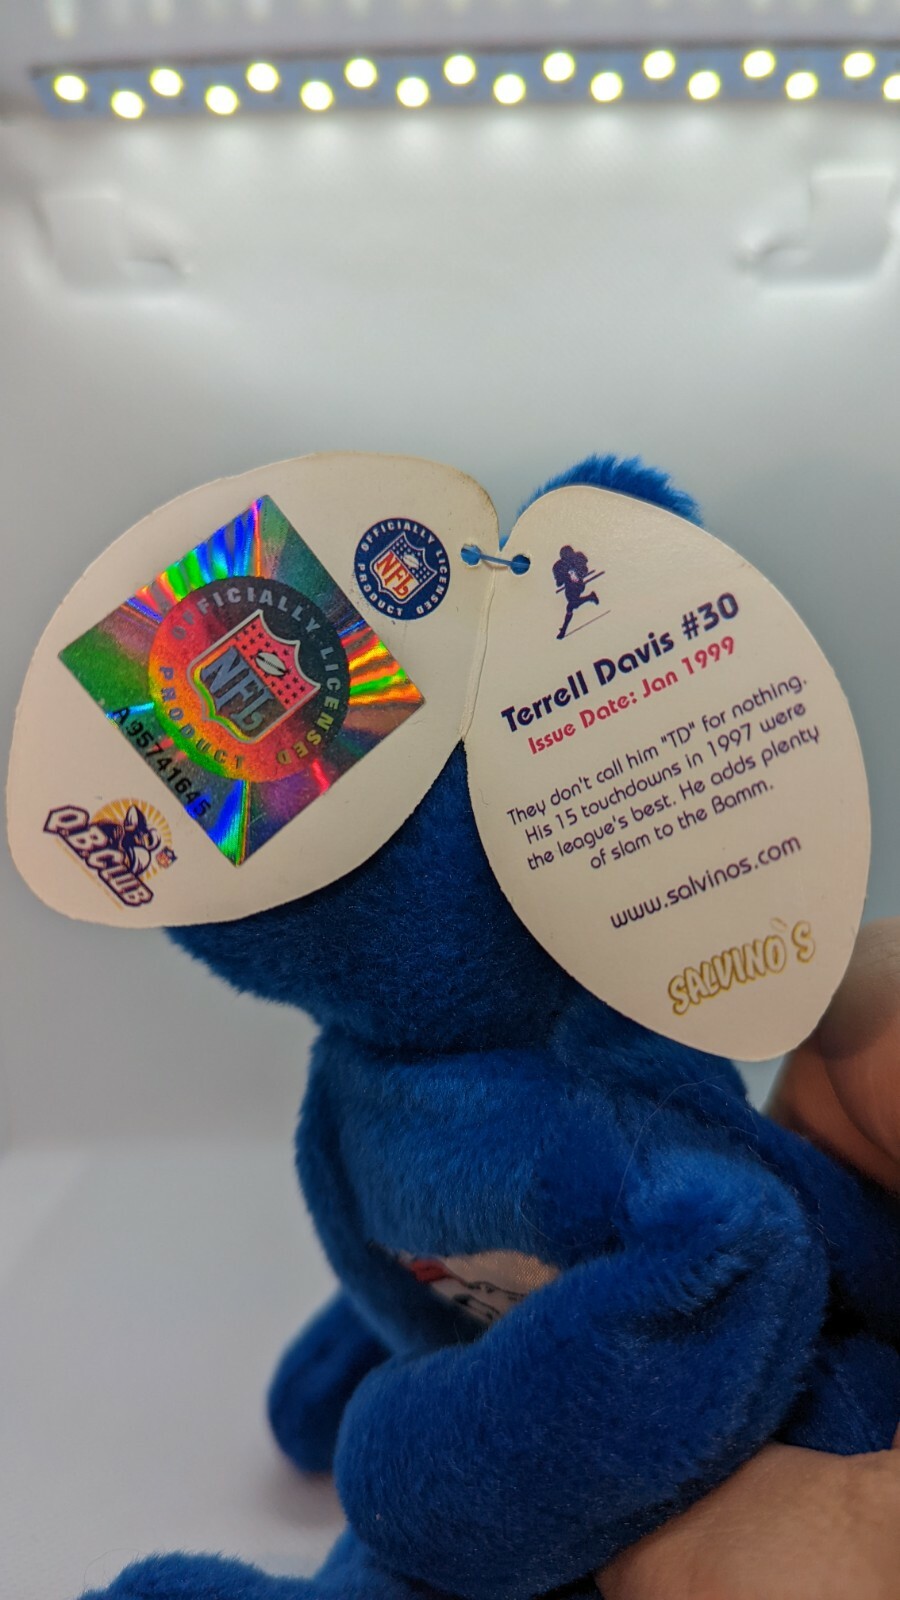 OFFICIALLY LICENSED PRODUCT
NFL
OFFICIALLY LICENSED PRODUCT
NFL
A 95741645
Q.B. CLUB
Terrell Davis #30
Issue Date: Jan 1999
They don't call him "TD" for nothing.
His 15 touchdowns in 1997 were
the league's best. He adds plenty
of slam to the Bamm.
www.salvinos.com
SALVINO'S